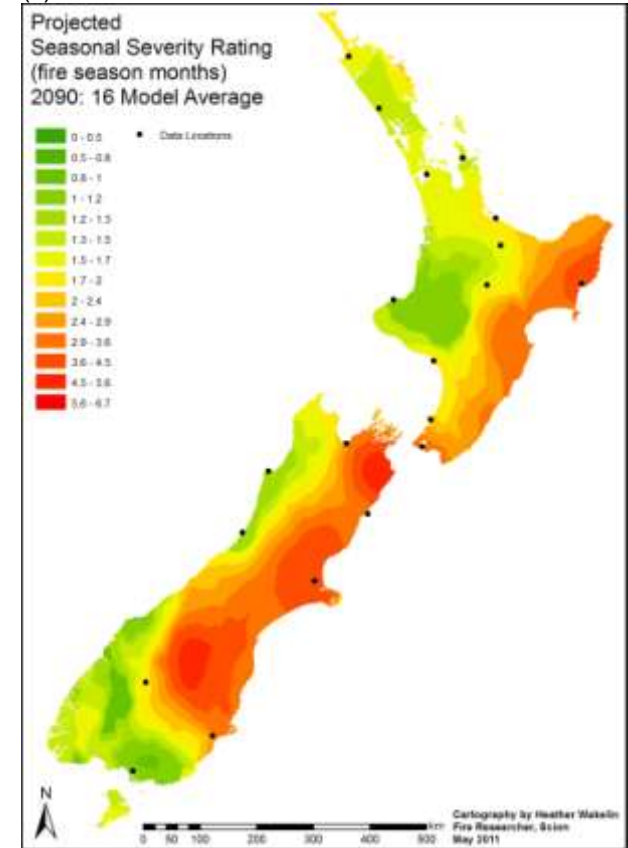 Projected
Seasonal Severity Rating
(fire season months)
2090: 16 Model Average
0 - 0.5
Data Locations
0.5 - 0.8
0.8 - 1
1 - 1.2
1.2 - 1.3
1.3 - 1.5
1.5 - 1.7
1.7 - 2
2 - 2.4
2.4 - 2.9
2.9 - 3.6
3.6 - 4.5
4.5 - 5.6
5.6 - 6.7
N
0 50 100 200 300 400 500
km
Cartography by Heather Wakelin
Fire Researcher, Scion
May 2011